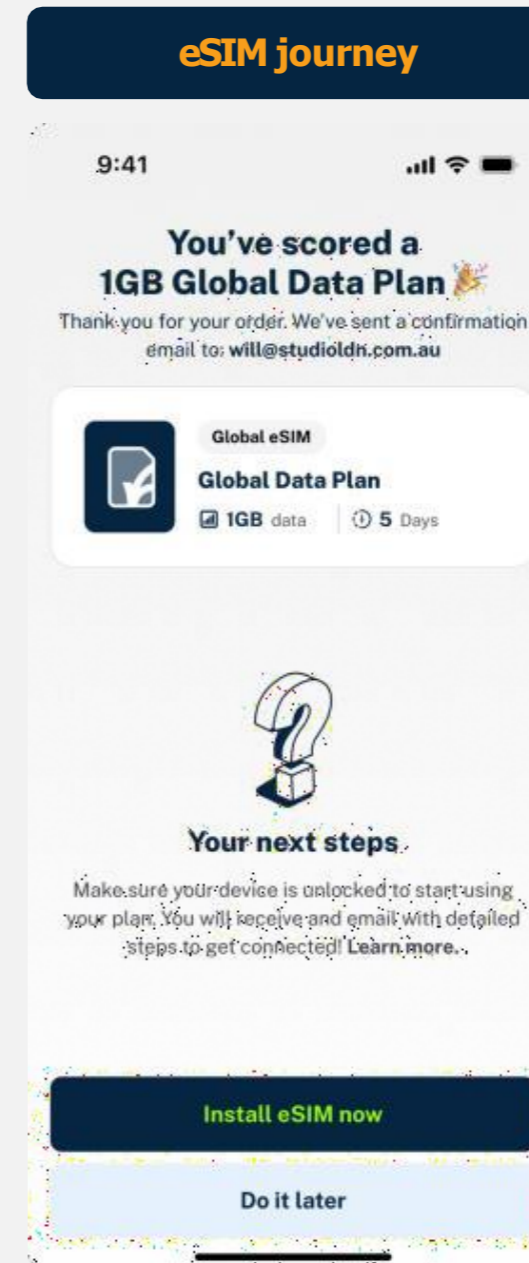 eSIM journey
9:41
You've scored a
1GB Global Data Plan 🎉
Thank you for your order. We've sent a confirmation
email to: will@studioldn.com.au
Global eSIM
Global Data Plan
1GB data 5 Days
Your next steps
Make sure your device is unlocked to start using
your plan. You will receive and email with detailed
steps to get connected! Learn more.
Install eSIM now
Do it later